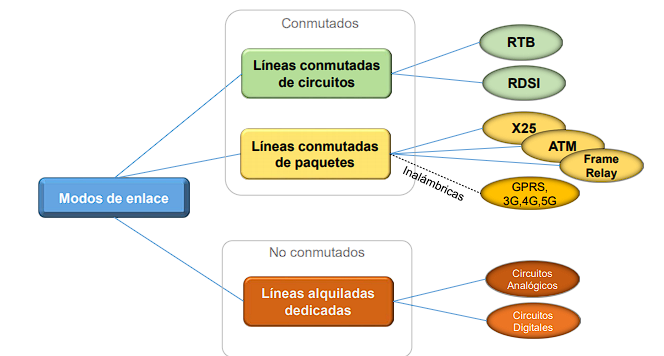 Conmutados
Líneas conmutadas
de circuitos
RTB
RDSI
Líneas conmutadas
de paquetes
X25
ATM
Frame
Relay
Inalámbricas
GPRS,
3G,4G,5G
Modos de enlace
No conmutados
Líneas alquiladas
dedicadas
Circuitos
Analógicos
Circuitos
Digitales